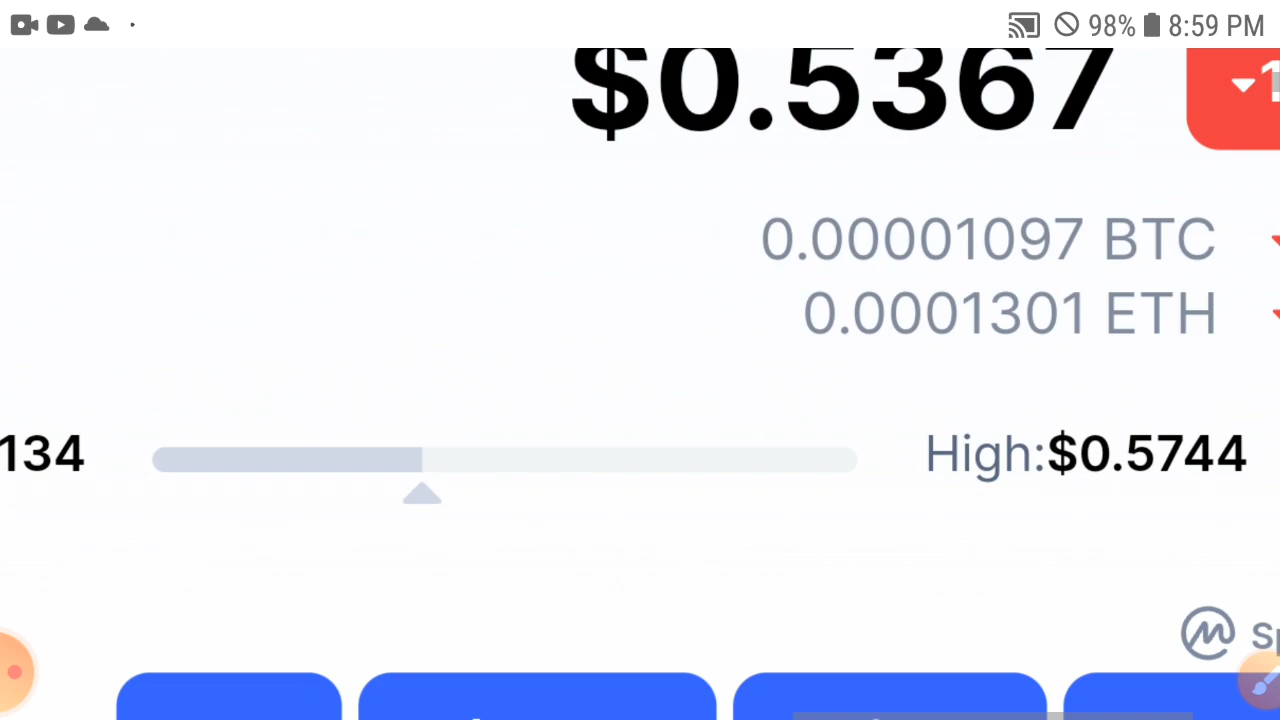 98% 8:59 PM
$0.5367
0.00001097 BTC
0.0001301 ETH
134 High:$0.5744